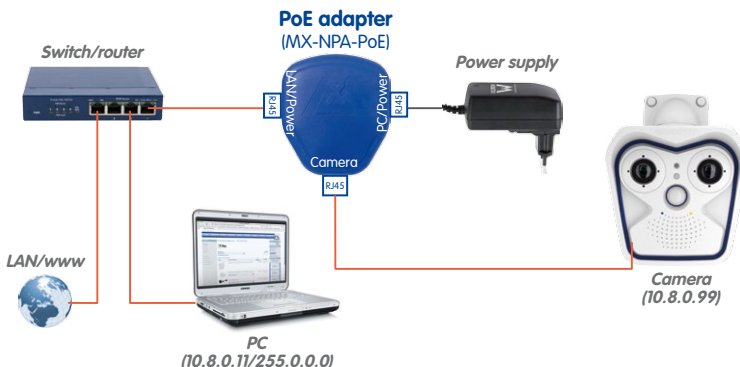 PoE adapter
(MX-NPA-PoE)
Switch/router
Power supply
LAN/Power
PC/Power
RJ45
RJ45
Camera
RJ45
LAN/www
Camera
(10.8.0.99)
PC
(10.8.0.11/255.0.0.0)